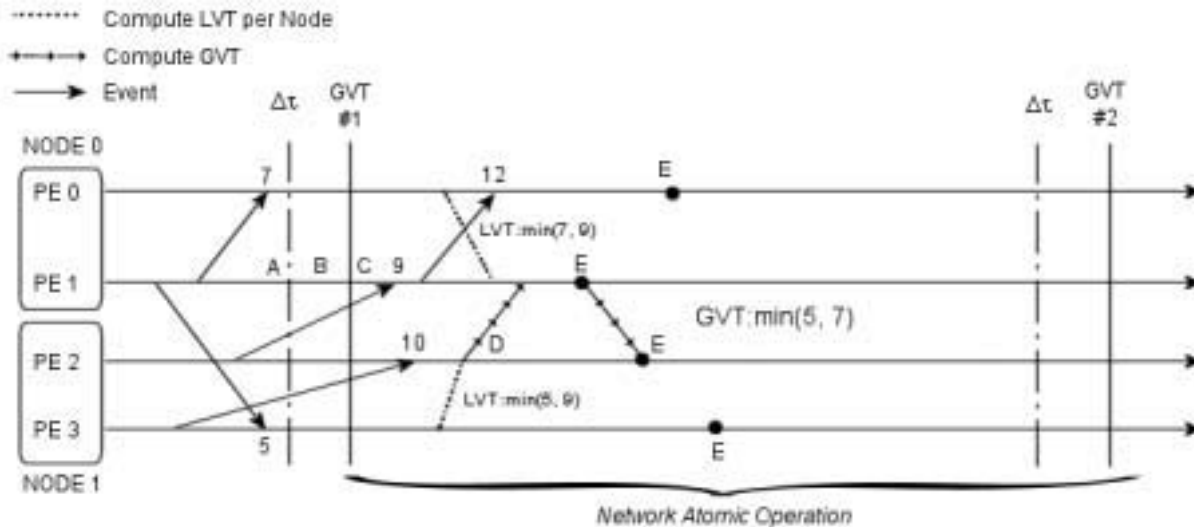 Compute LVT per Node
Compute GVT
Event
Δτ
GVT
#1
Δτ
GVT
#2
NODE 0
PE 0
7
12
E
LVT:min(7, 9)
PE 1
A
B
C
9
E
GVT:min(5, 7)
PE 2
10
D
E
LVT:min(5, 9)
PE 3
5
E
NODE 1
Network Atomic Operation